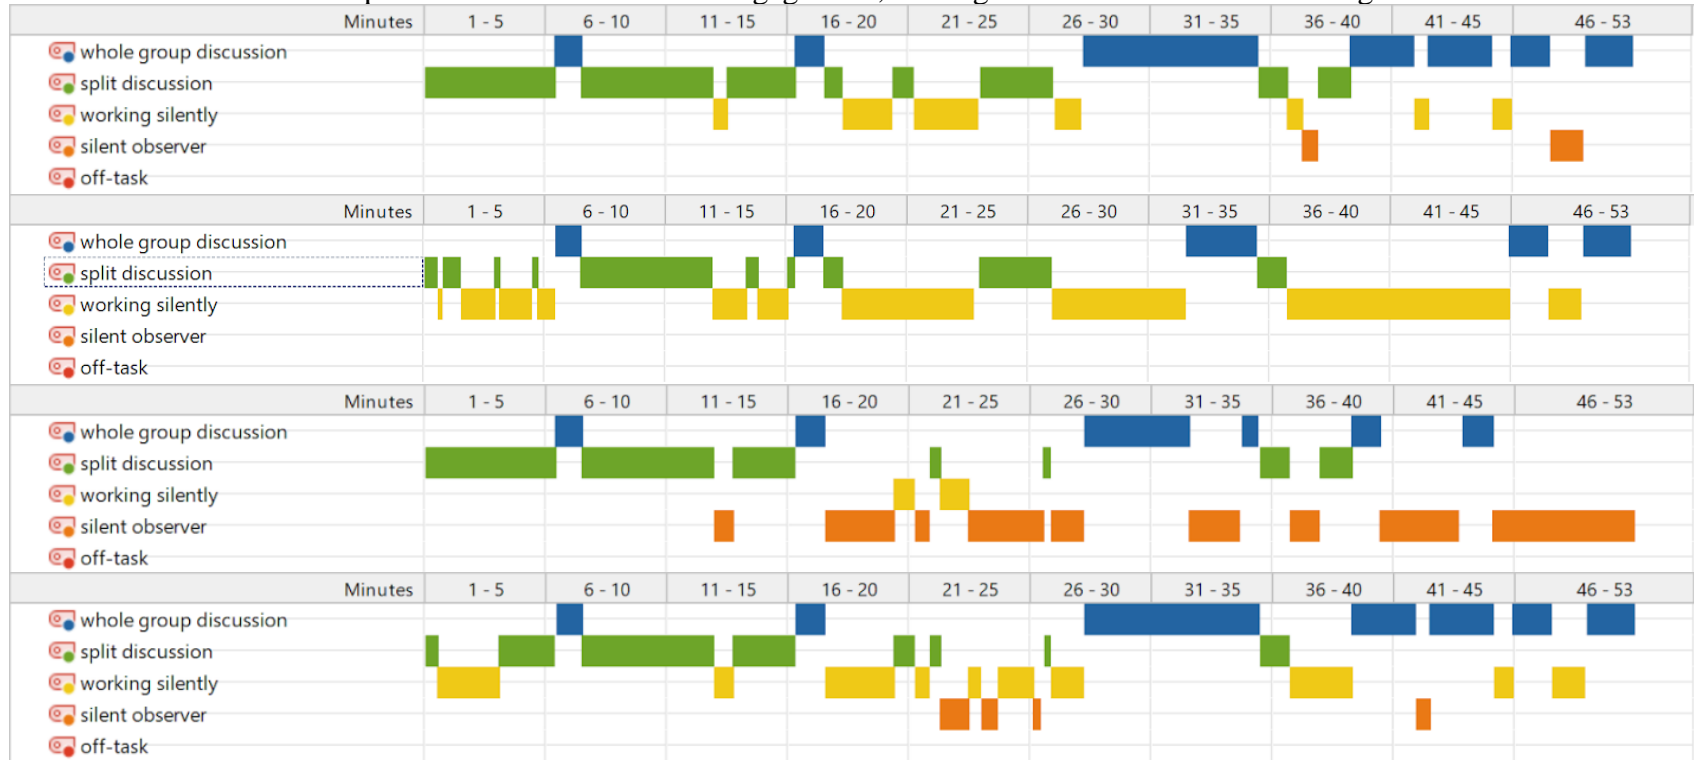 Minutes 1 - 5 6 - 10 11 - 15 16 - 20 21 - 25 26 - 30 31 - 35 36 - 40 41 - 45 46 - 53
whole group discussion
split discussion
working silently
silent observer
off-task
Minutes 1 - 5 6 - 10 11 - 15 16 - 20 21 - 25 26 - 30 31 - 35 36 - 40 41 - 45 46 - 53
whole group discussion
split discussion
working silently
silent observer
off-task
Minutes 1 - 5 6 - 10 11 - 15 16 - 20 21 - 25 26 - 30 31 - 35 36 - 40 41 - 45 46 - 53
whole group discussion
split discussion
working silently
silent observer
off-task
Minutes 1 - 5 6 - 10 11 - 15 16 - 20 21 - 25 26 - 30 31 - 35 36 - 40 41 - 45 46 - 53
whole group discussion
split discussion
working silently
silent observer
off-task